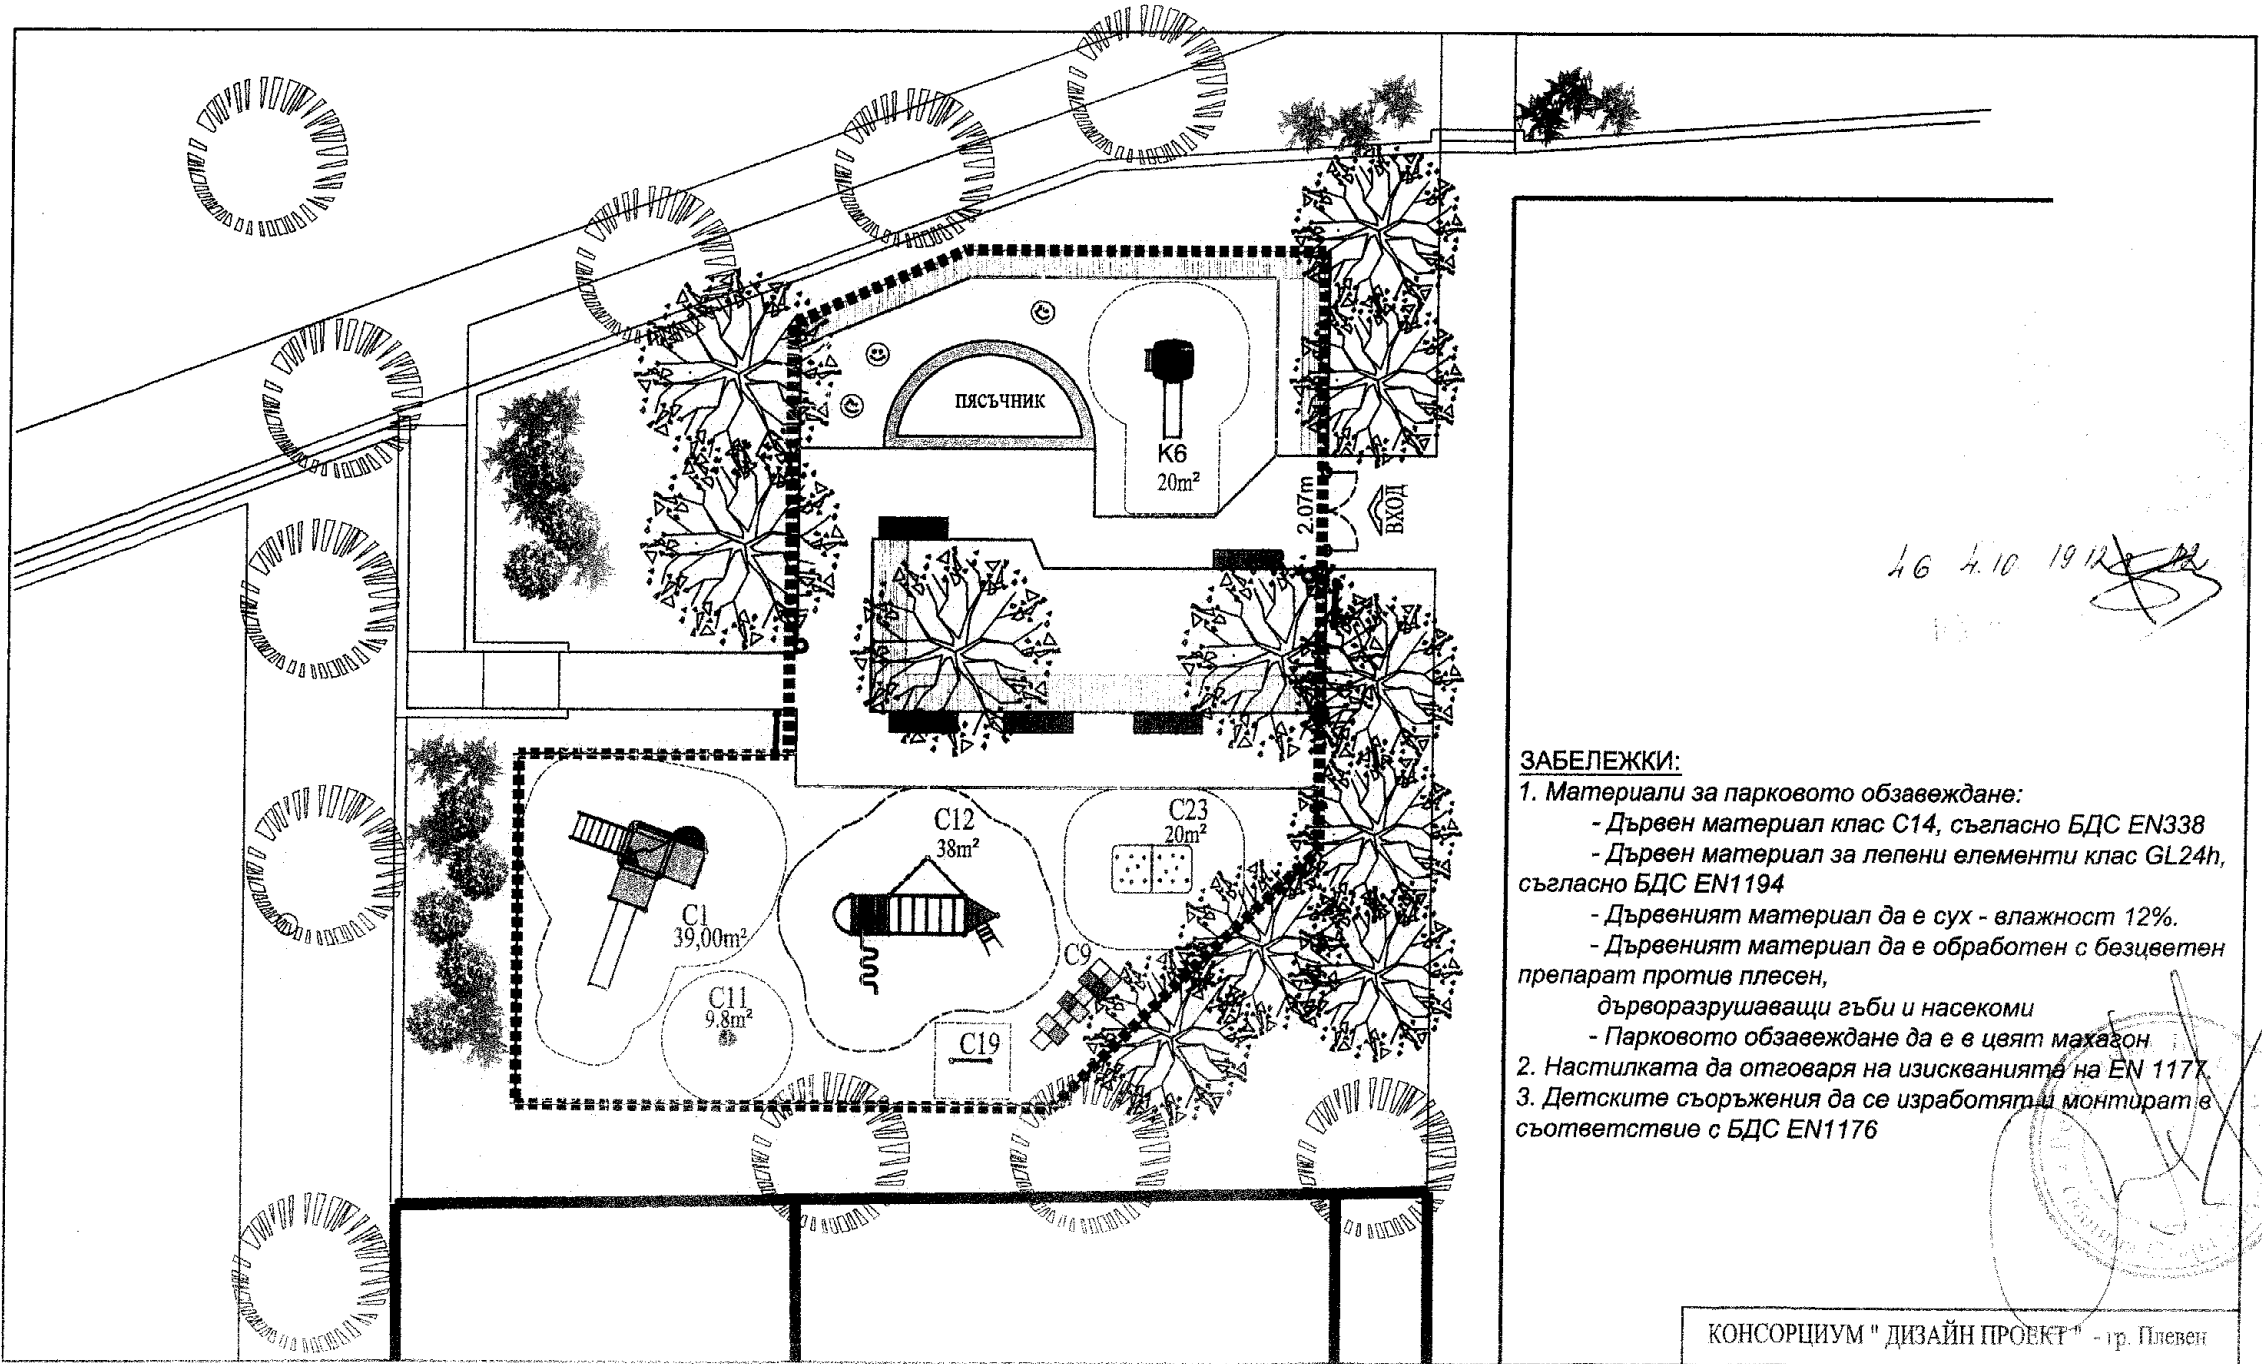 ПЯСЪЧНИК
К6
20m²
2.07m
ВХОД
С12
38m²
С23
20m²
С1
39,00m²
С9
С11
9.8m²
С19
ЗАБЕЛЕЖКИ:
1. Материали за парковото обзавеждане:
- Дървен материал клас С14, съгласно БДС EN338
- Дървен материал за лепени елементи клас GL24h,
съгласно БДС EN1194
- Дървеният материал да е сух - влажност 12%.
- Дървеният материал да е обработен с безцветен
препарат против плесен,
дърворазрушаващи гъби и насекоми
- Парковото обзавеждане да е в цвят махагон
2. Настилката да отговаря на изискванията на EN 1177.
3. Детските съоръжения да се изработят и монтират в
съответствие с БДС EN1176
КОНСОРЦИУМ " ДИЗАЙН ПРОЕКТ " - гр. Плевен